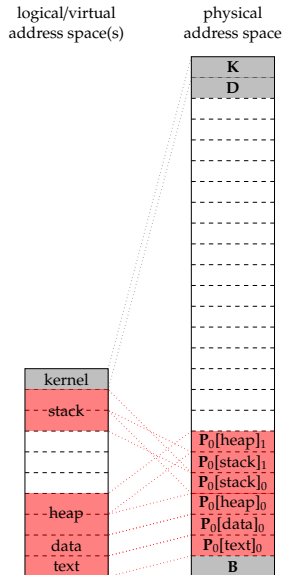 logical/virtual
address space(s)
physical
address space
K
D
kernel
stack
heap
data
text
P₀[heap]₁
P₀[stack]₁
P₀[stack]₀
P₀[heap]₀
P₀[data]₀
P₀[text]₀
B